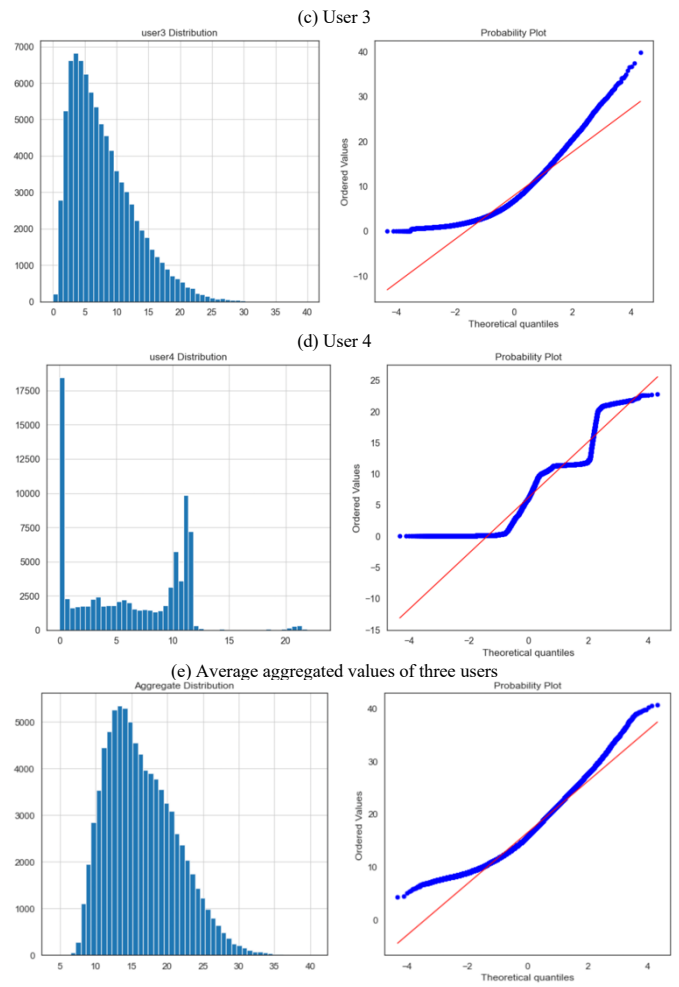 (c) User 3
user3 Distribution
Probability Plot
7000
6000
5000
4000
3000
2000
1000
0
0 5 10 15 20 25 30 35 40
Ordered Values
40
30
20
10
0
−10
−4 −2 0 2 4
Theoretical quantiles
(d) User 4
user4 Distribution
Probability Plot
17500
15000
12500
10000
7500
5000
2500
0
0 5 10 15 20
Ordered Values
25
20
15
10
5
0
−5
−10
−15
−4 −2 0 2 4
Theoretical quantiles
(e) Average aggregated values of three users
Aggregate Distribution
Probability Plot
5000
4000
3000
2000
1000
0
5 10 15 20 25 30 35 40
Ordered Values
40
30
20
10
0
−4 −2 0 2 4
Theoretical quantiles